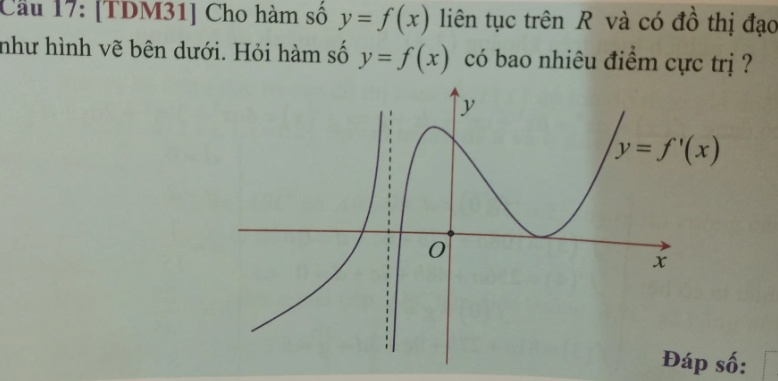 Câu 17: [TDM31] Cho hàm số y = f(x) liên tục trên R và có đồ thị đạo
như hình vẽ bên dưới. Hỏi hàm số y = f(x) có bao nhiêu điểm cực trị ?
y
y = f'(x)
O
x
Đáp số: